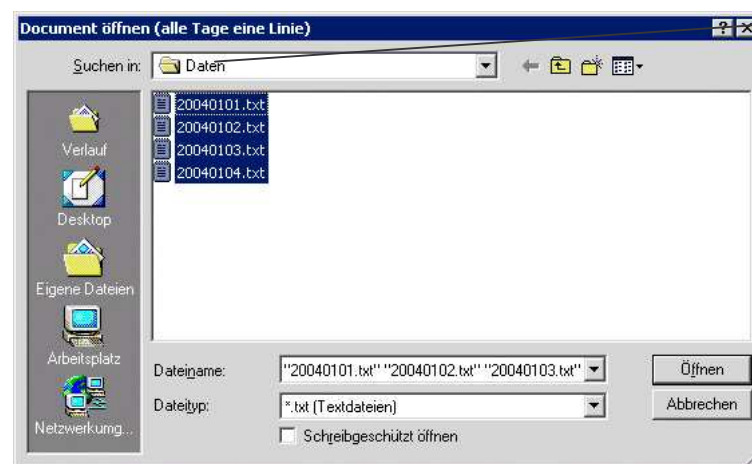 Document öffnen (alle Tage eine Linie)
Suchen in:
Daten
20040101.txt
20040102.txt
20040103.txt
20040104.txt
Verlauf
Desktop
Eigene Dateien
Arbeitsplatz
Netzwerkumg...
Dateiname:
"20040101.txt" "20040102.txt" "20040103.txt"
Öffnen
Dateityp:
*.txt (Textdateien)
Abbrechen
Schreibgeschützt öffnen